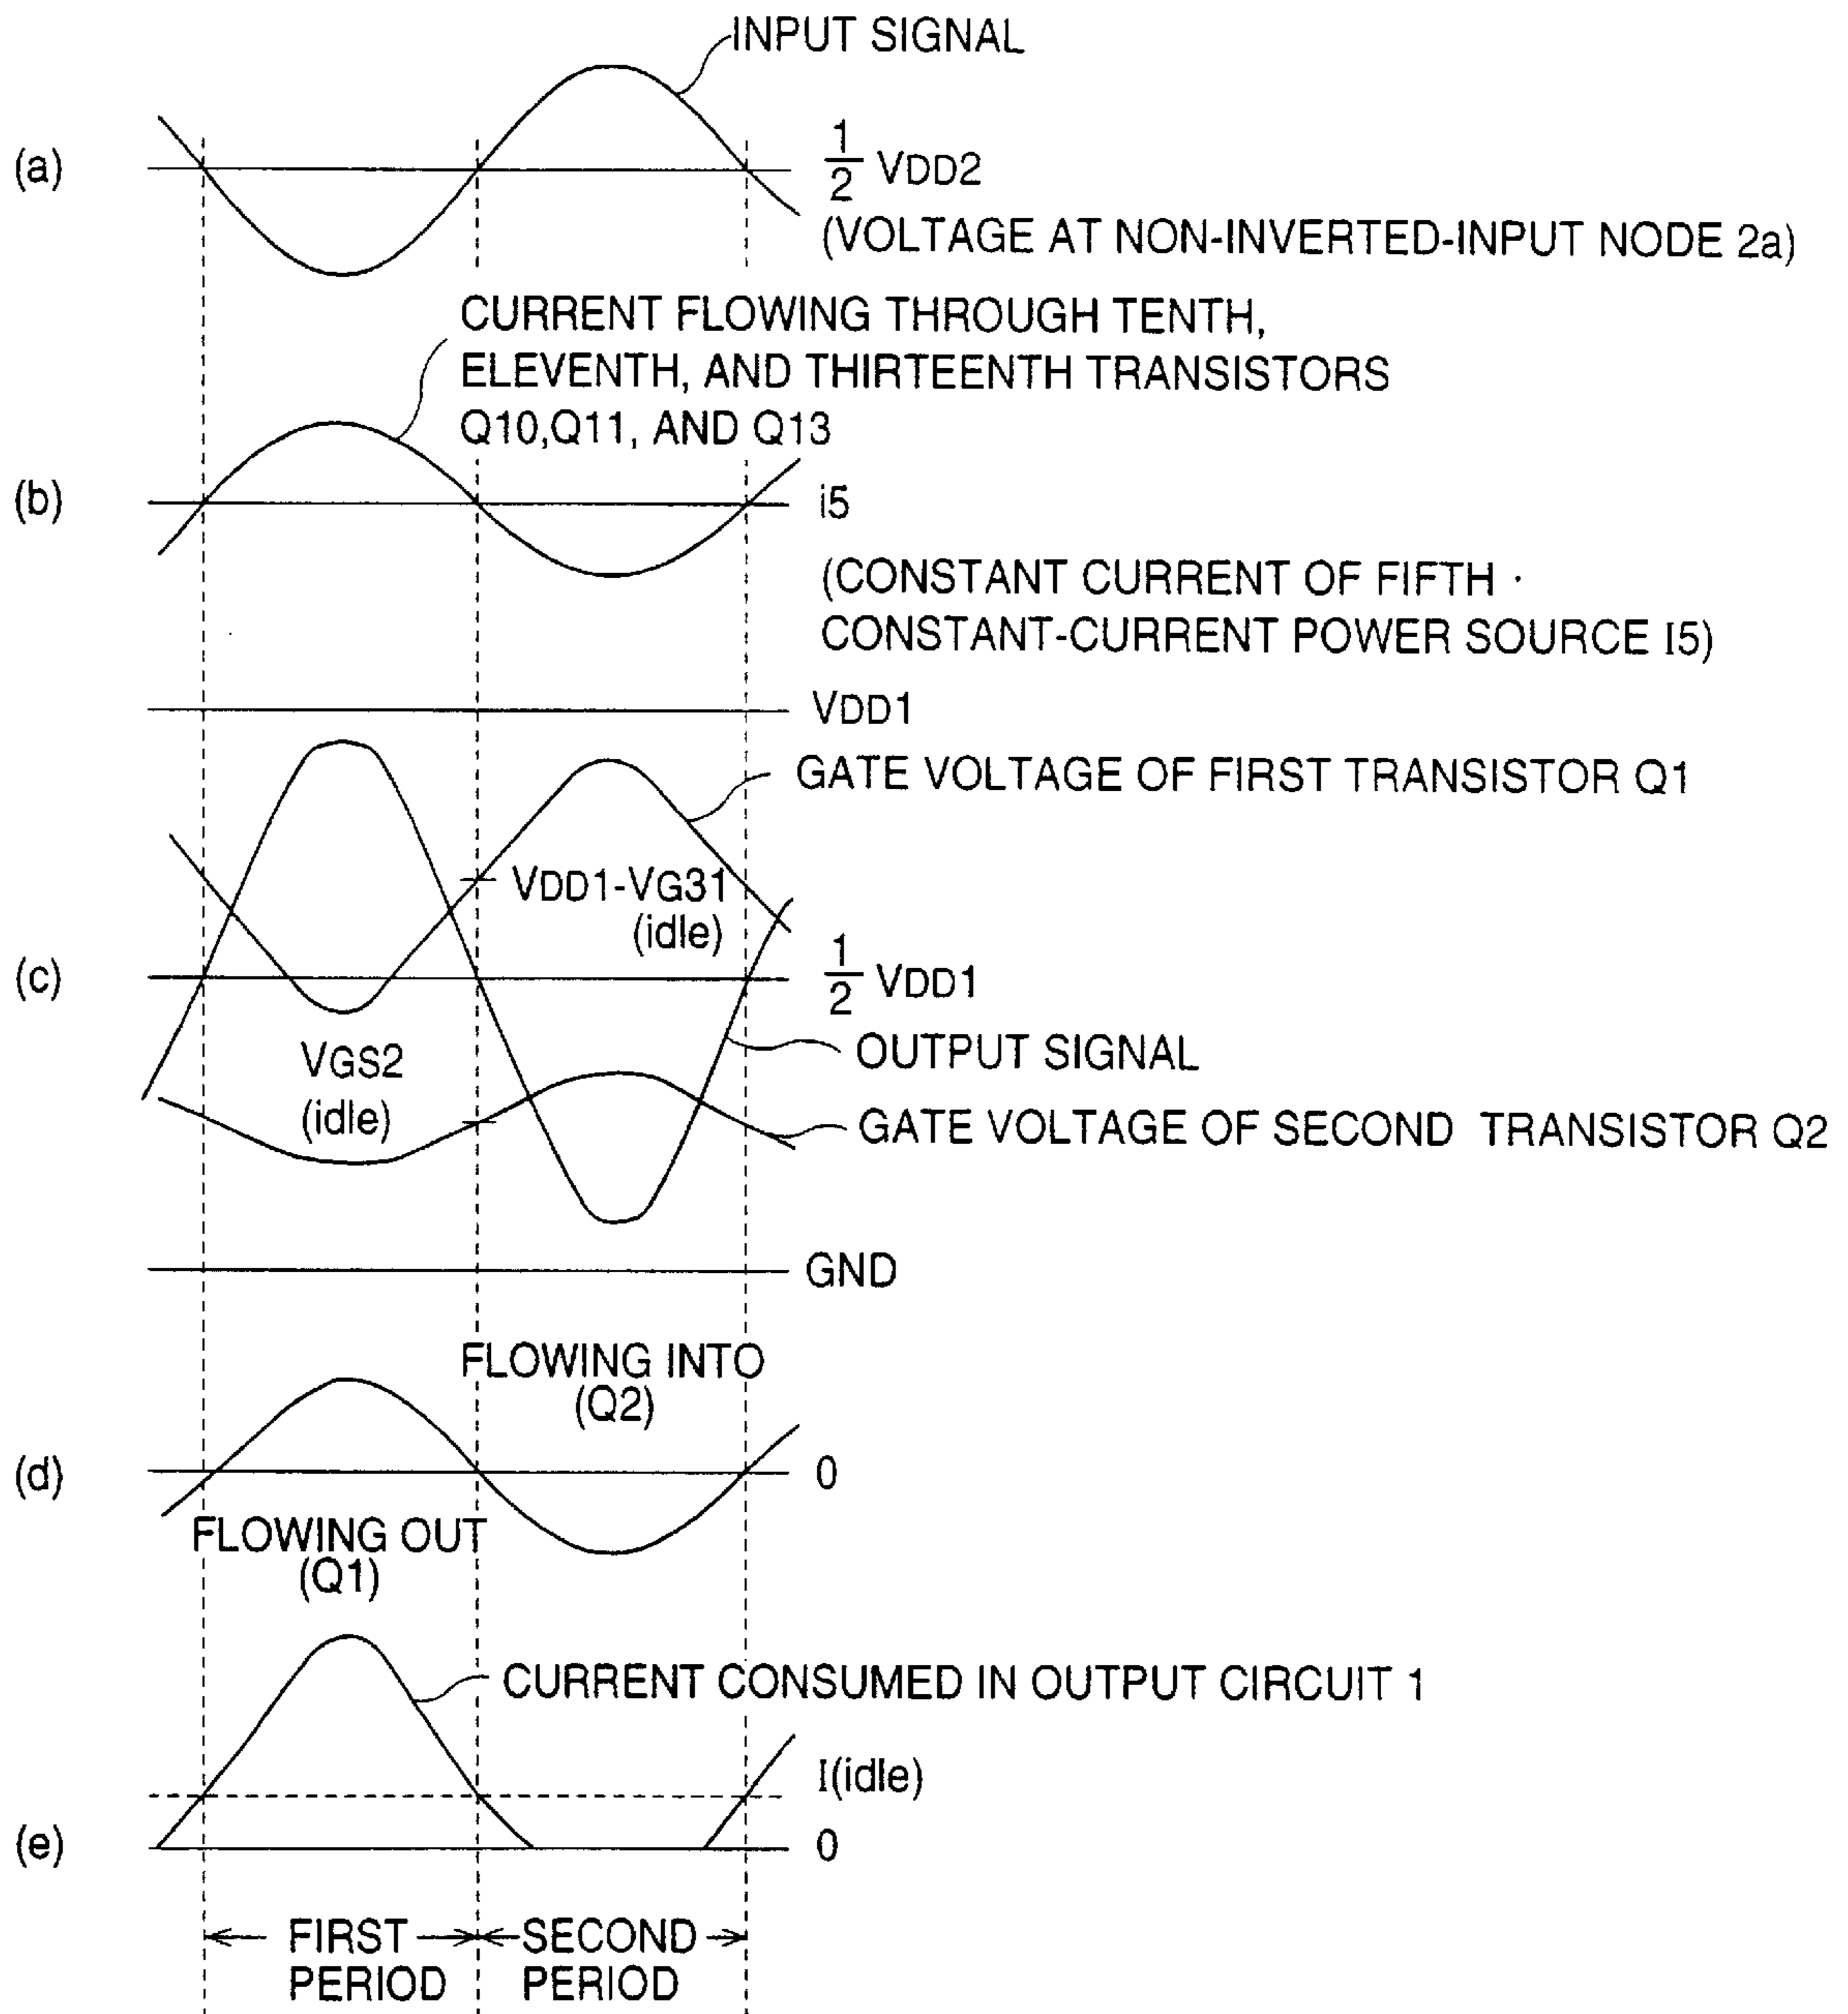 INPUT SIGNAL
(a)
1/2 VDD2
(VOLTAGE AT NON-INVERTED-INPUT NODE 2a)
CURRENT FLOWING THROUGH TENTH,
ELEVENTH, AND THIRTEENTH TRANSISTORS
Q10,Q11, AND Q13
(b)
i5
(CONSTANT CURRENT OF FIFTH
CONSTANT-CURRENT POWER SOURCE I5)
VDD1
GATE VOLTAGE OF FIRST TRANSISTOR Q1
VDD1-VG31
(idle)
(c)
1/2 VDD1
OUTPUT SIGNAL
VGS2
(idle)
GATE VOLTAGE OF SECOND TRANSISTOR Q2
GND
FLOWING INTO
(Q2)
(d)
0
FLOWING OUT
(Q1)
CURRENT CONSUMED IN OUTPUT CIRCUIT 1
I(idle)
(e)
0
FIRST PERIOD
SECOND PERIOD